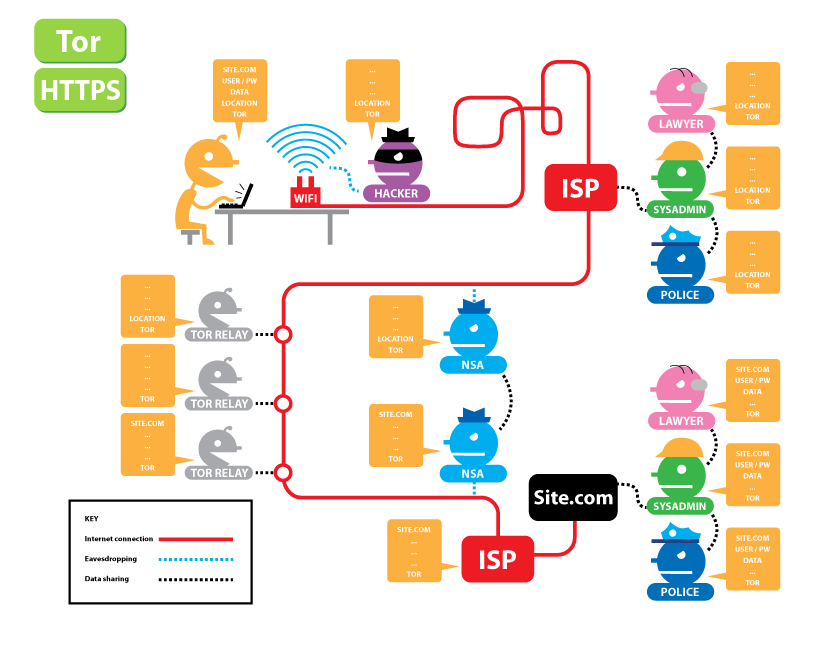 Tor
HTTPS
SITE.COM
USER / PW
DATA
LOCATION
TOR
...
...
...
LOCATION
TOR
WIFI
HACKER
ISP
...
...
...
LOCATION
TOR
LAWYER
...
...
...
LOCATION
TOR
SYSADMIN
...
...
...
LOCATION
TOR
POLICE
...
...
...
LOCATION
TOR
TOR RELAY
...
...
...
...
TOR
TOR RELAY
SITE.COM
...
...
...
TOR
TOR RELAY
...
...
...
LOCATION
TOR
NSA
SITE.COM
...
...
...
TOR
NSA
SITE.COM
USER / PW
DATA
...
TOR
LAWYER
SITE.COM
USER / PW
DATA
...
TOR
SYSADMIN
SITE.COM
USER / PW
DATA
...
TOR
POLICE
Site.com
SITE.COM
...
...
...
TOR
ISP
KEY
Internet connection
Eavesdropping
Data sharing